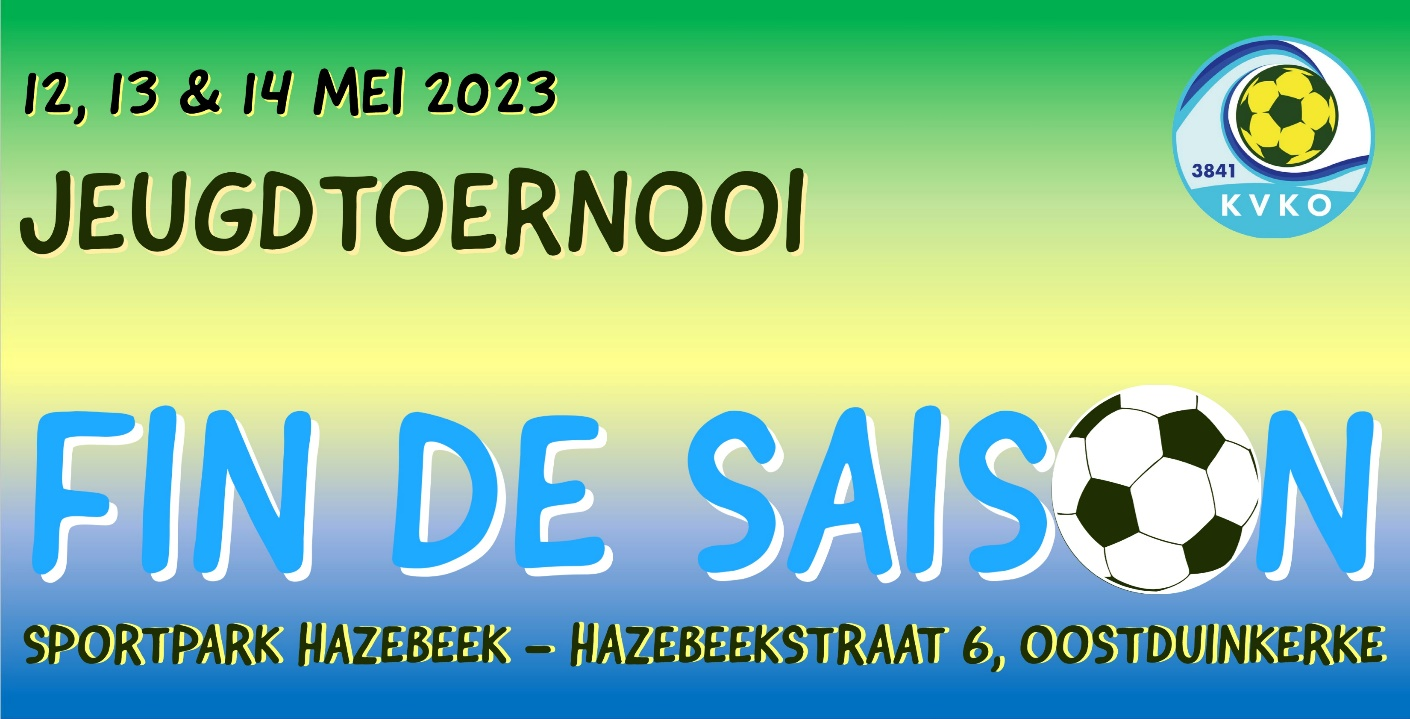 12, 13 & 14 MEI 2023
JEUGDTOERNOOI
3841
KVKO
FIN DE SAISON
SPORTPARK HAZEBEEK – HAZEBEEKSTRAAT 6, OOSTDUINKERKE